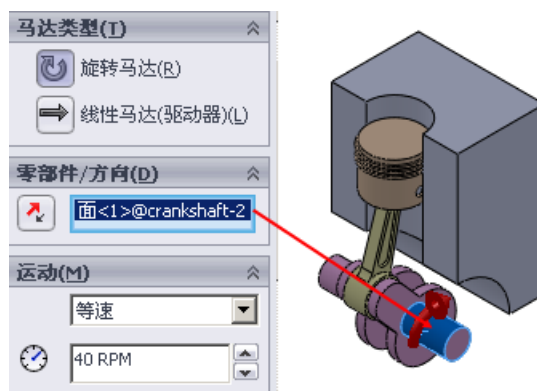 马达类型(T)
旋转马达(R)
线性马达(驱动器)(L)
零部件/方向(D)
面<1>@crankshaft-2
运动(M)
等速
40 RPM